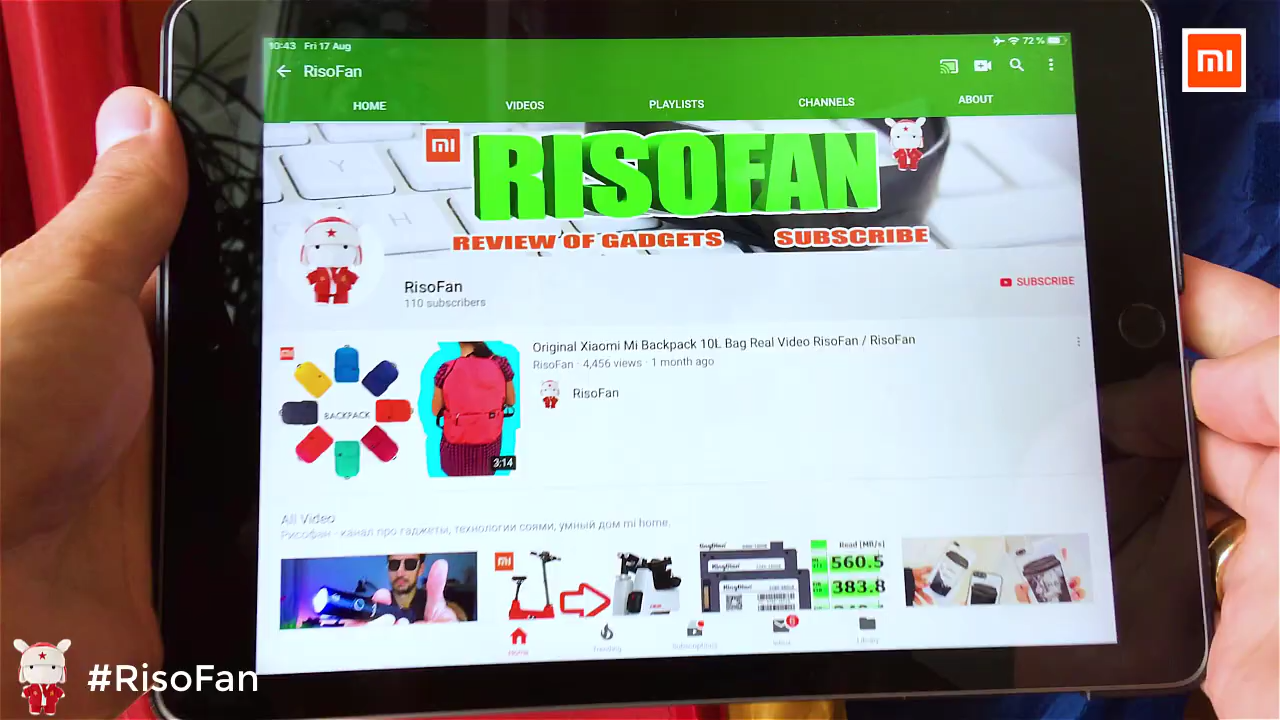 10:43 Fri 17 Aug
72 %
mi
RisoFan
HOME
VIDEOS
PLAYLISTS
CHANNELS
ABOUT
mi
RISOFAN
REVIEW OF GADGETS
SUBSCRIBE
RisoFan
110 subscribers
SUBSCRIBE
Original Xiaomi Mi Backpack 10L Bag Real Video RisoFan / RisoFan
RisoFan · 4,456 views · 1 month ago
RisoFan
BACKPACK
3:14
All Video
Рисофан - канал про гаджеты, технологии соями, умный дом mi home.
mi
KingDian
Read [MB/s]
560.5
383.8
Home
Trending
Subscriptions
Inbox
Library
#RisoFan